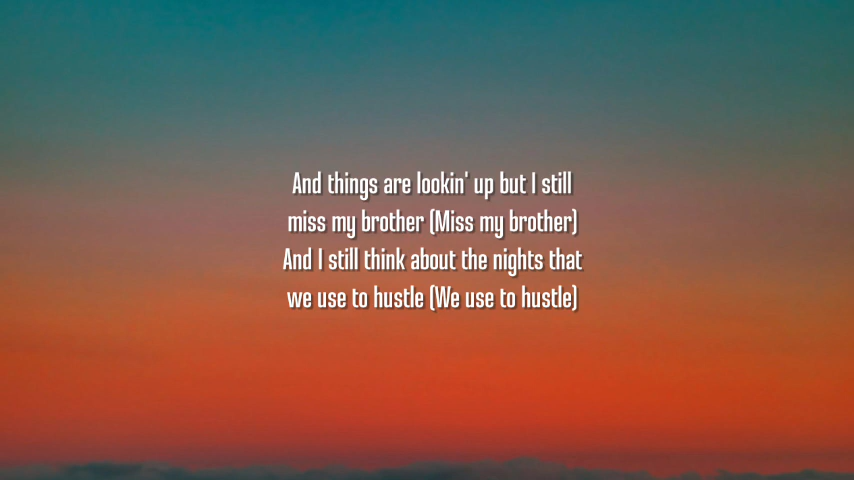 And things are lookin' up but I still
miss my brother (Miss my brother)
And I still think about the nights that
we use to hustle (We use to hustle)